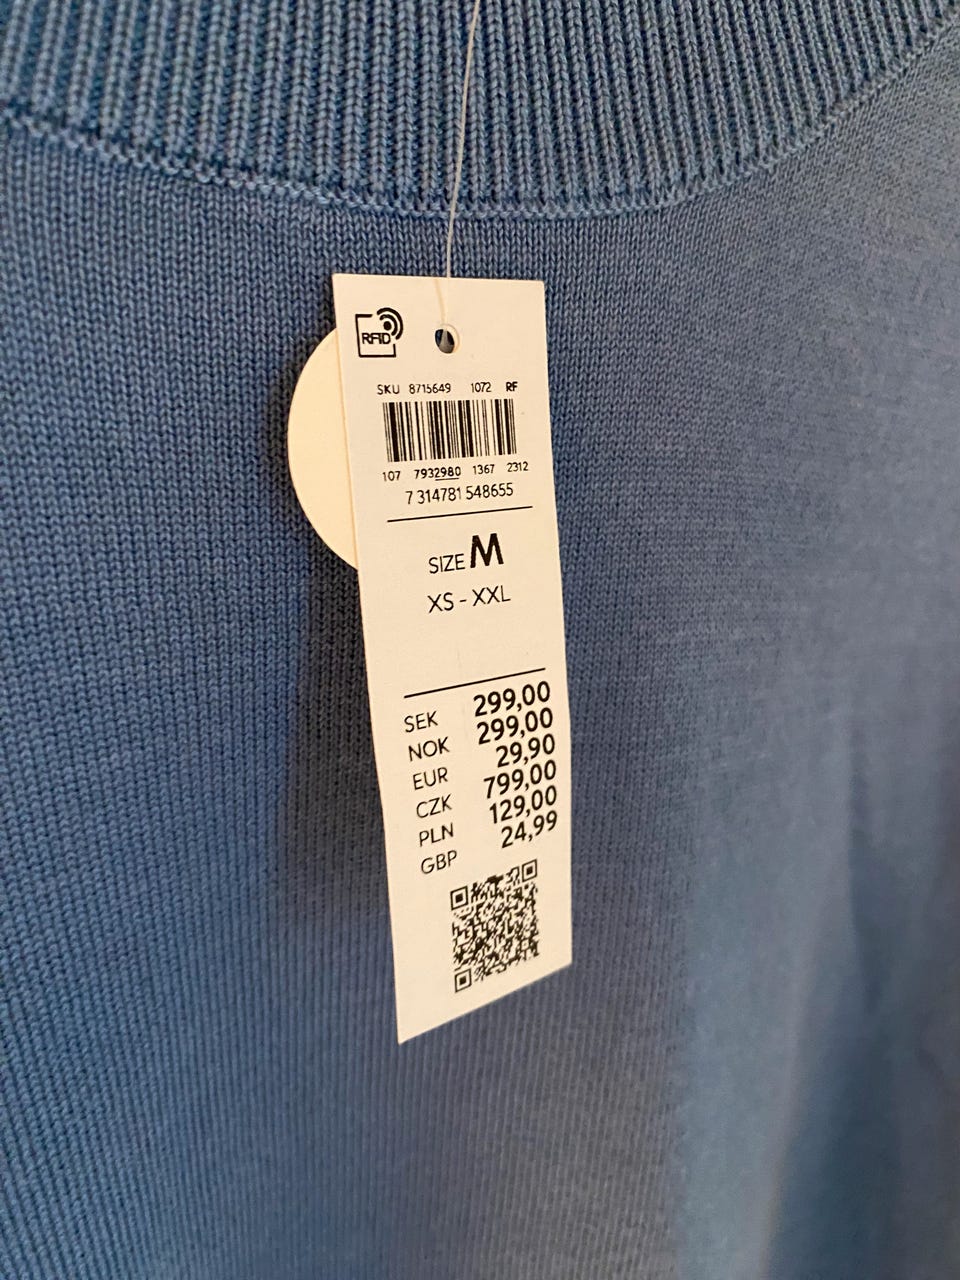 RFID
SKU 8715649 1072 RF
107 7932980 1367 2312
7 314781 548655
SIZE M
XS - XXL
SEK 299,00
NOK 299,00
EUR 29,90
CZK 799,00
PLN 129,00
GBP 24,99